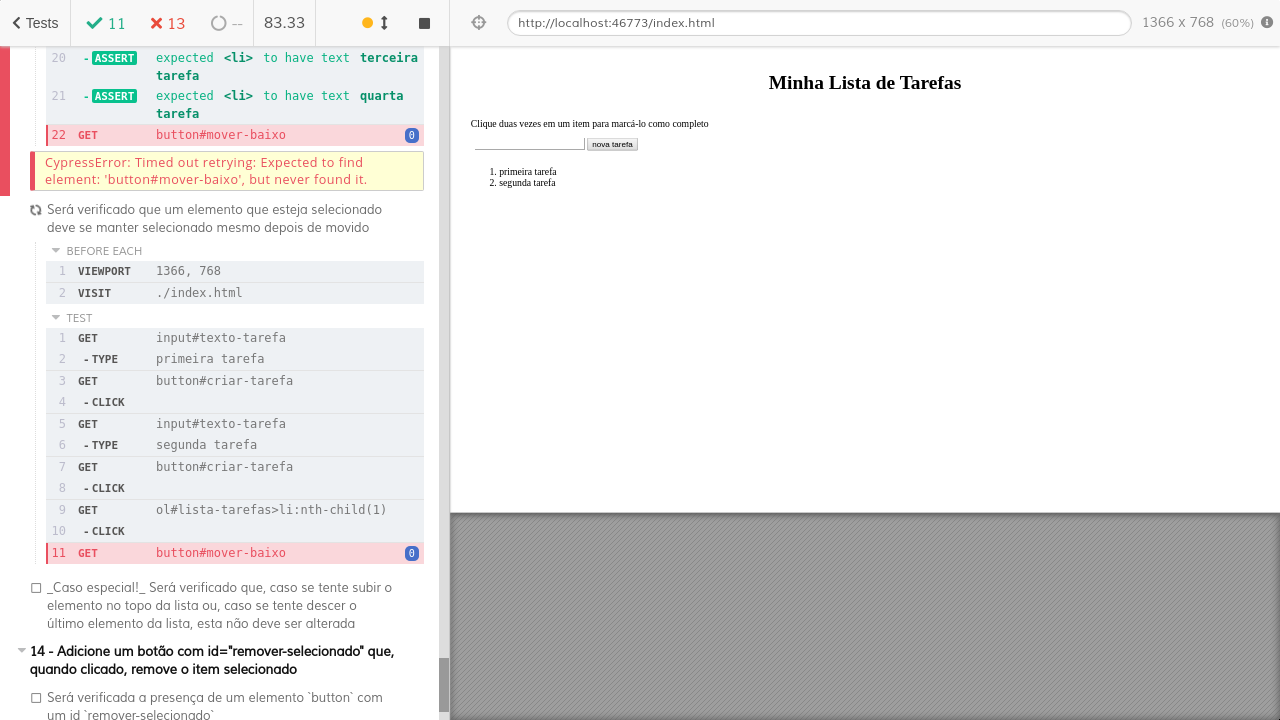 Tests 11 13 -- 83.33 http://localhost:46773/index.html 1366 x 768 (60%)
20 - ASSERT expected <li> to have text terceira
tarefa
21 - ASSERT expected <li> to have text quarta
tarefa
22 GET button#mover-baixo 0
CypressError: Timed out retrying: Expected to find
element: 'button#mover-baixo', but never found it.
Será verificado que um elemento que esteja selecionado
deve se manter selecionado mesmo depois de movido
BEFORE EACH
1 VIEWPORT 1366, 768
2 VISIT ./index.html
TEST
1 GET input#texto-tarefa
2 - TYPE primeira tarefa
3 GET button#criar-tarefa
4 - CLICK
5 GET input#texto-tarefa
6 - TYPE segunda tarefa
7 GET button#criar-tarefa
8 - CLICK
9 GET ol#lista-tarefas>li:nth-child(1)
10 - CLICK
11 GET button#mover-baixo 0
_Caso especial!_ Será verificado que, caso se tente subir o
elemento no topo da lista ou, caso se tente descer o
último elemento da lista, esta não deve ser alterada
14 - Adicione um botão com id="remover-selecionado" que,
quando clicado, remove o item selecionado
Será verificada a presença de um elemento `button` com
um id `remover-selecionado`
Minha Lista de Tarefas
Clique duas vezes em um item para marcá-lo como completo
nova tarefa
1. primeira tarefa
2. segunda tarefa